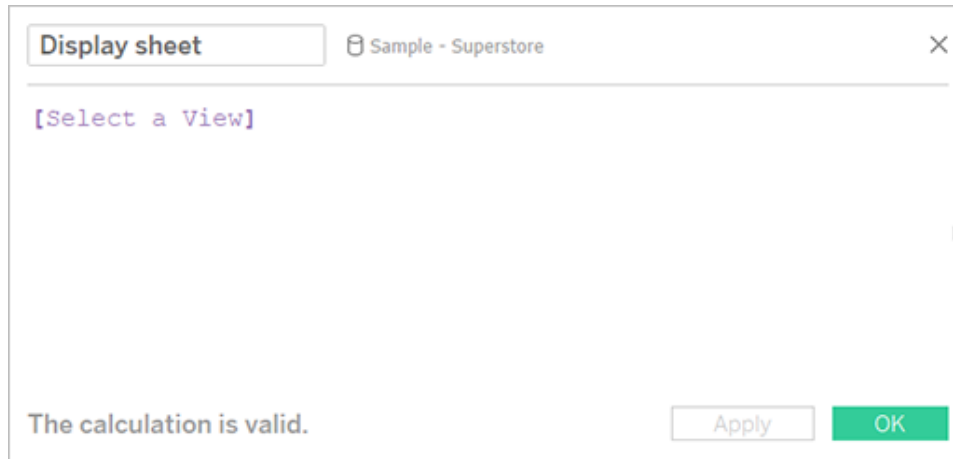 Display sheet
Sample - Superstore
[Select a View]
The calculation is valid.
Apply
OK